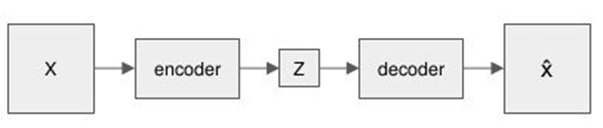 X encoder Z decoder x̂